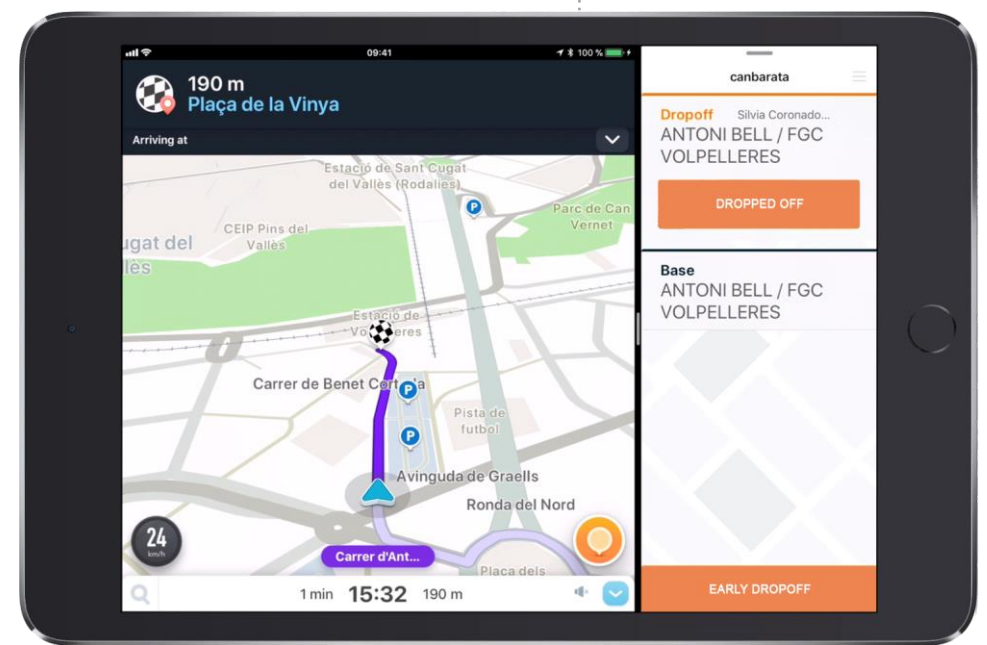 09:41
100 %
190 m
Plaça de la Vinya
Arriving at
Estació de Sant Cugat
del Vallès (Rodalies)
P
Parc de Can
Vernet
CEIP Pins del
Vallès
ugat del
lès
Estació de
Vo eres
Carrer de Benet Cort a
P
Pista de
futbol
P
Avinguda de Graells
Ronda del Nord
24
km/h
Carrer d'Ant...
Plaça dels
1 min 15:32 190 m
canbarata
Dropoff Silvia Coronado...
ANTONI BELL / FGC
VOLPELLERES
DROPPED OFF
Base
ANTONI BELL / FGC
VOLPELLERES
EARLY DROPOFF